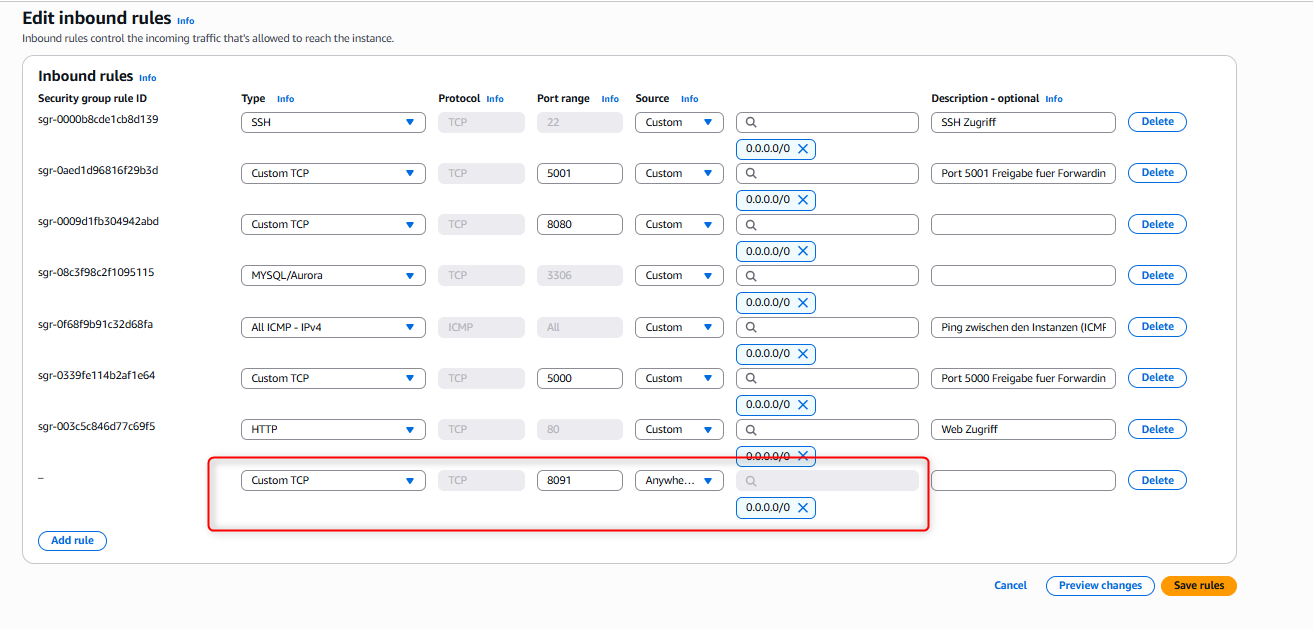 Edit inbound rules Info
Inbound rules control the incoming traffic that's allowed to reach the instance.
Inbound rules Info
Security group rule ID Type Info Protocol Info Port range Info Source Info Description - optional Info
sgr-0000b8cde1cb8d139 SSH TCP 22 Custom SSH Zugriff Delete
0.0.0.0/0
sgr-0aed1d96816f29b3d Custom TCP TCP 5001 Custom Port 5001 Freigabe fuer Forwardin Delete
0.0.0.0/0
sgr-0009d1fb304942abd Custom TCP TCP 8080 Custom Delete
0.0.0.0/0
sgr-08c3f98c2f1095115 MYSQL/Aurora TCP 3306 Custom Delete
0.0.0.0/0
sgr-0f68f9b91c32d68fa All ICMP - IPv4 ICMP All Custom Ping zwischen den Instanzen (ICMF Delete
0.0.0.0/0
sgr-0339fe114b2af1e64 Custom TCP TCP 5000 Custom Port 5000 Freigabe fuer Forwardin Delete
0.0.0.0/0
sgr-003c5c846d77c69f5 HTTP TCP 80 Custom Web Zugriff Delete
0.0.0.0/0
– Custom TCP TCP 8091 Anywhe... Delete
0.0.0.0/0
Add rule
Cancel Preview changes Save rules